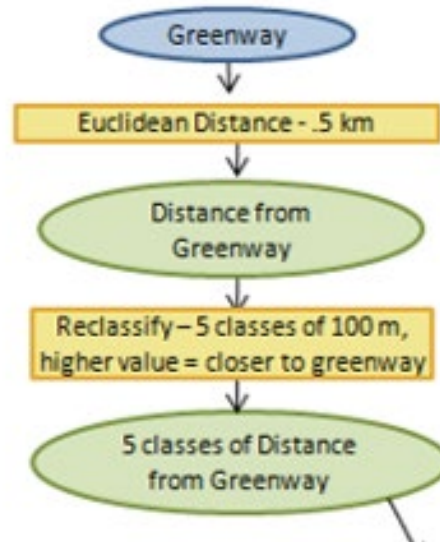 Greenway
Euclidean Distance - .5 km
Distance from
Greenway
Reclassify – 5 classes of 100 m,
higher value = closer to greenway
5 classes of Distance
from Greenway